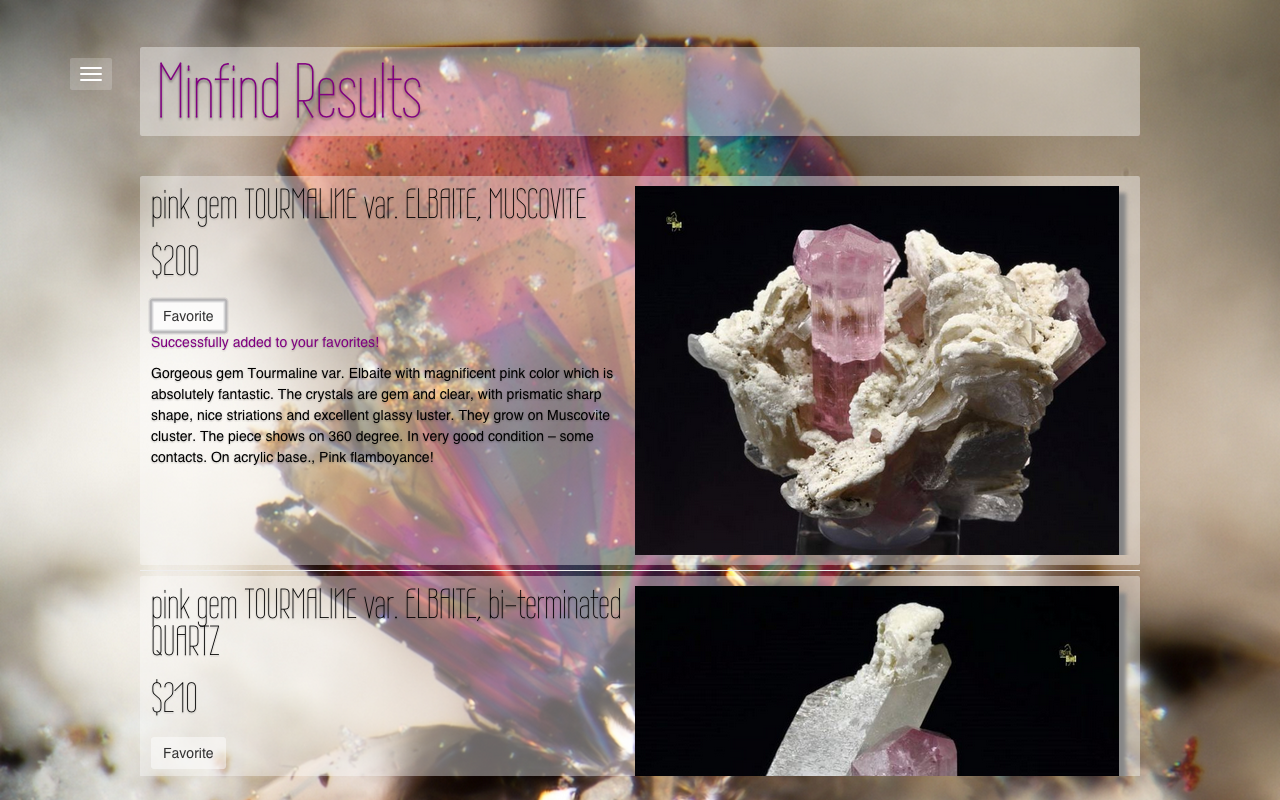 Minfind Results
pink gem TOURMALINE var. ELBAITE, MUSCOVITE
$200
Favorite
Successfully added to your favorites!
Gorgeous gem Tourmaline var. Elbaite with magnificent pink color which is
absolutely fantastic. The crystals are gem and clear, with prismatic sharp
shape, nice striations and excellent glassy luster. They grow on Muscovite
cluster. The piece shows on 360 degree. In very good condition – some
contacts. On acrylic base., Pink flamboyance!
pink gem TOURMALINE var. ELBAITE, bi-terminated
QUARTZ
$210
Favorite